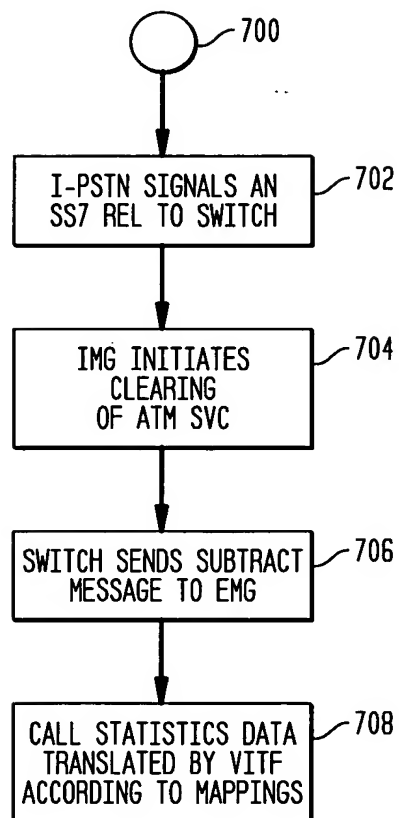 700
I-PSTN SIGNALS AN
SS7 REL TO SWITCH
702
IMG INITIATES
CLEARING
OF ATM SVC
704
SWITCH SENDS SUBTRACT
MESSAGE TO EMG
706
CALL STATISTICS DATA
TRANSLATED BY VITF
ACCORDING TO MAPPINGS
708